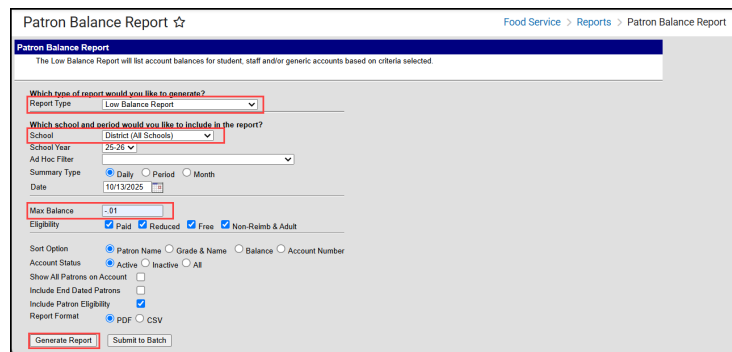 Patron Balance Report ☆
Food Service > Reports > Patron Balance Report
Patron Balance Report
The Low Balance Report will list account balances for student, staff and/or generic accounts based on criteria selected.
Which type of report would you like to generate?
Report Type Low Balance Report
Which school and period would you like to include in the report?
School District (All Schools)
School Year 25-26
Ad Hoc Filter
Summary Type Daily Period Month
Date 10/13/2025
Max Balance -.01
Eligibility Paid Reduced Free Non-Reimb & Adult
Sort Option Patron Name Grade & Name Balance Account Number
Account Status Active Inactive All
Show All Patrons on Account
Include End Dated Patrons
Include Patron Eligibility
Report Format PDF CSV
Generate Report Submit to Batch